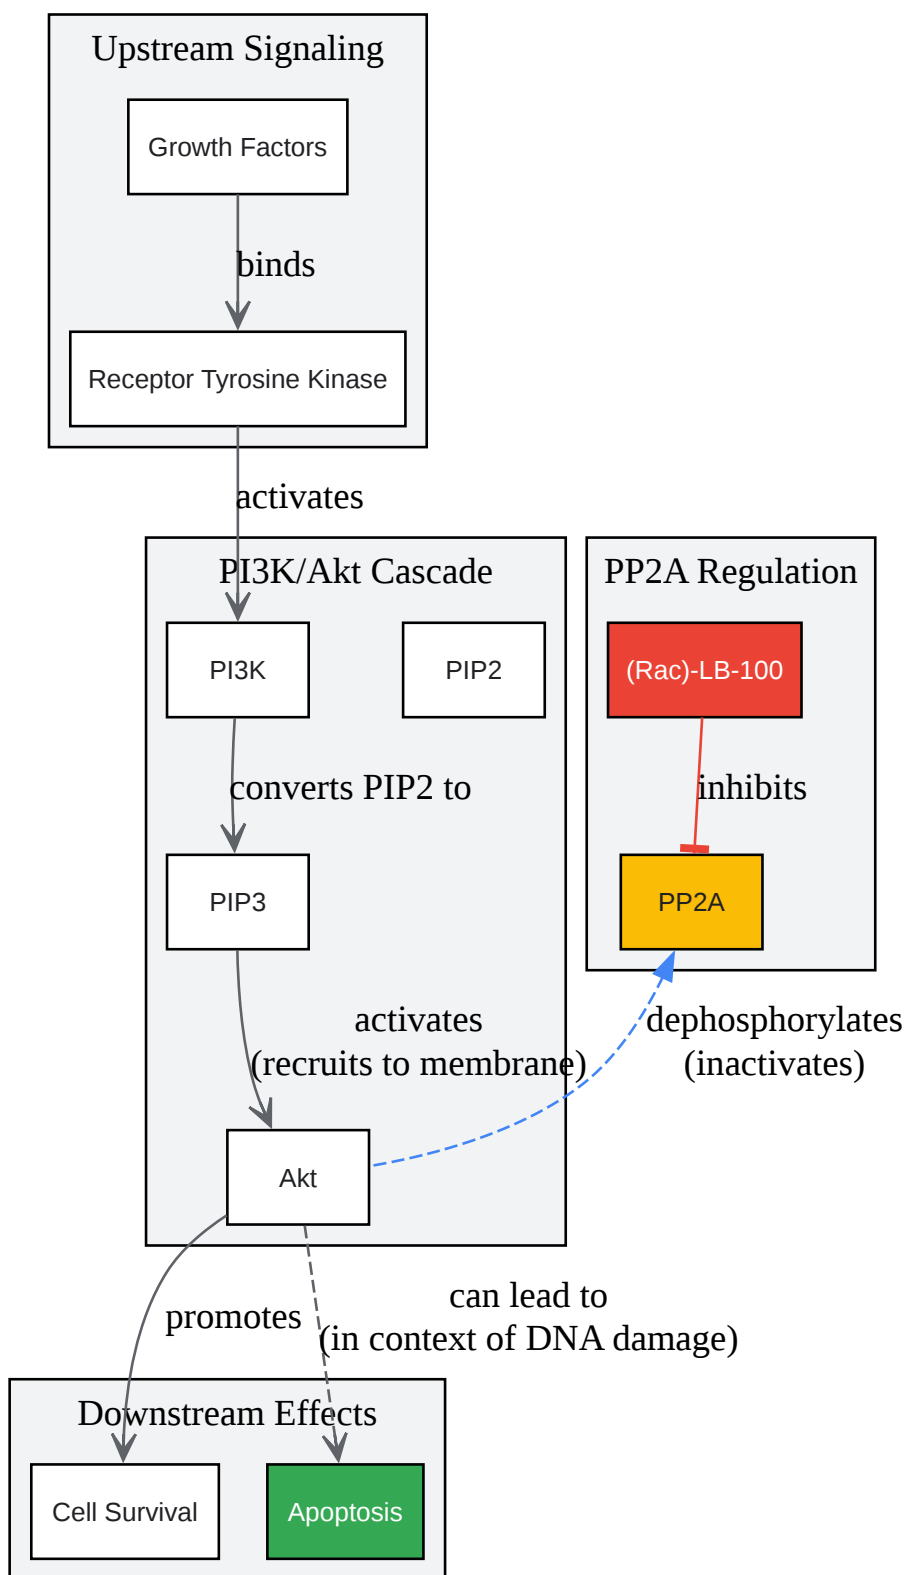 Upstream Signaling
Growth Factors
binds
Receptor Tyrosine Kinase
activates
PI3K/Akt Cascade
PP2A Regulation
PI3K
PIP2
(Rac)-LB-100
converts PIP2 to
inhibits
PIP3
PP2A
activates
(recruits to membrane)
dephosphorylates
(inactivates)
Akt
promotes
can lead to
(in context of DNA damage)
Downstream Effects
Cell Survival
Apoptosis